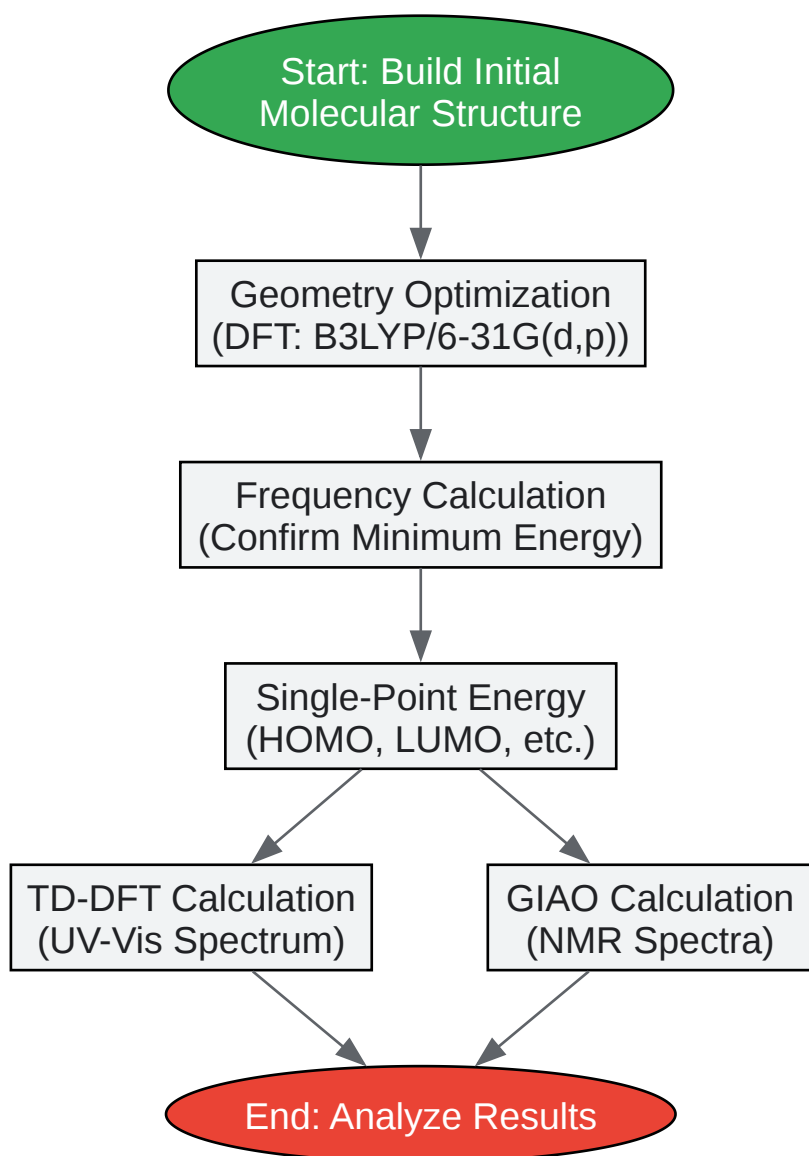 Start: Build Initial
Molecular Structure
Geometry Optimization
(DFT: B3LYP/6-31G(d,p))
Frequency Calculation
(Confirm Minimum Energy)
Single-Point Energy
(HOMO, LUMO, etc.)
TD-DFT Calculation
(UV-Vis Spectrum)
GIAO Calculation
(NMR Spectra)
End: Analyze Results